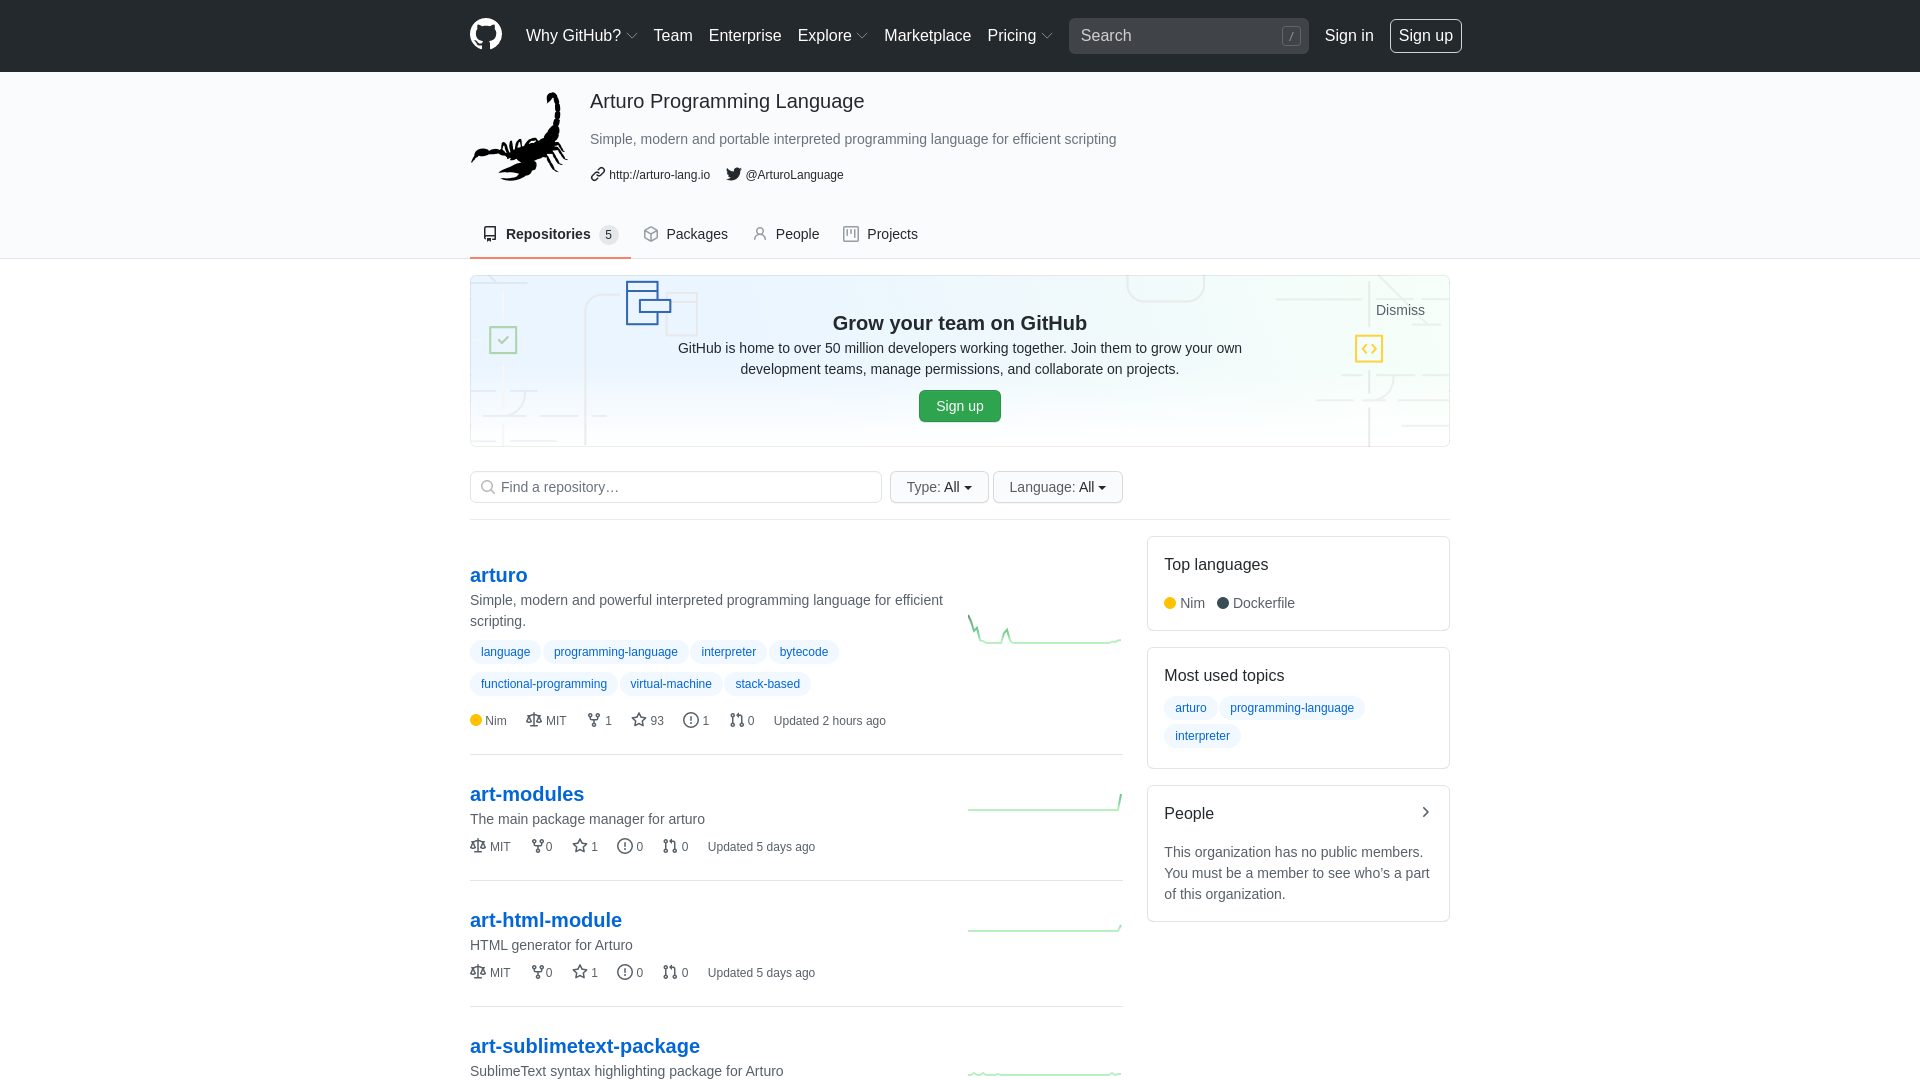 Why GitHub? Team Enterprise Explore Marketplace Pricing Search / Sign in Sign up
Arturo Programming Language
Simple, modern and portable interpreted programming language for efficient scripting
http://arturo-lang.io @ArturoLanguage
Repositories 5 Packages People Projects
Dismiss
Grow your team on GitHub
GitHub is home to over 50 million developers working together. Join them to grow your own
development teams, manage permissions, and collaborate on projects.
Sign up
Find a repository… Type: All Language: All
arturo
Simple, modern and powerful interpreted programming language for efficient
scripting.
language programming-language interpreter bytecode
functional-programming virtual-machine stack-based
Nim MIT 1 93 1 0 Updated 2 hours ago
art-modules
The main package manager for arturo
MIT 0 1 0 0 Updated 5 days ago
art-html-module
HTML generator for Arturo
MIT 0 1 0 0 Updated 5 days ago
art-sublimetext-package
SublimeText syntax highlighting package for Arturo
Top languages
Nim Dockerfile
Most used topics
arturo programming-language
interpreter
People
This organization has no public members.
You must be a member to see who’s a part
of this organization.